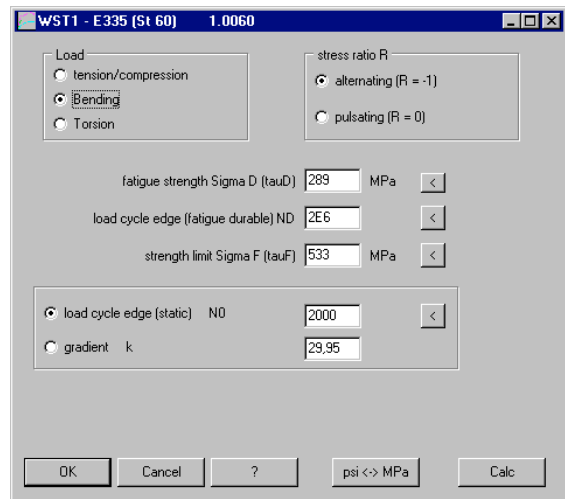 WST1 - E335 (St 60) 1.0060
Load
tension/compression
Bending
Torsion
stress ratio R
alternating (R = -1)
pulsating (R = 0)
fatigue strength Sigma D (tauD) 289 MPa <
load cycle edge (fatigue durable) ND 2E6 <
strength limit Sigma F (tauF) 533 MPa <
load cycle edge (static) N0 2000 <
gradient k 29,95
OK Cancel ? psi <-> MPa Calc